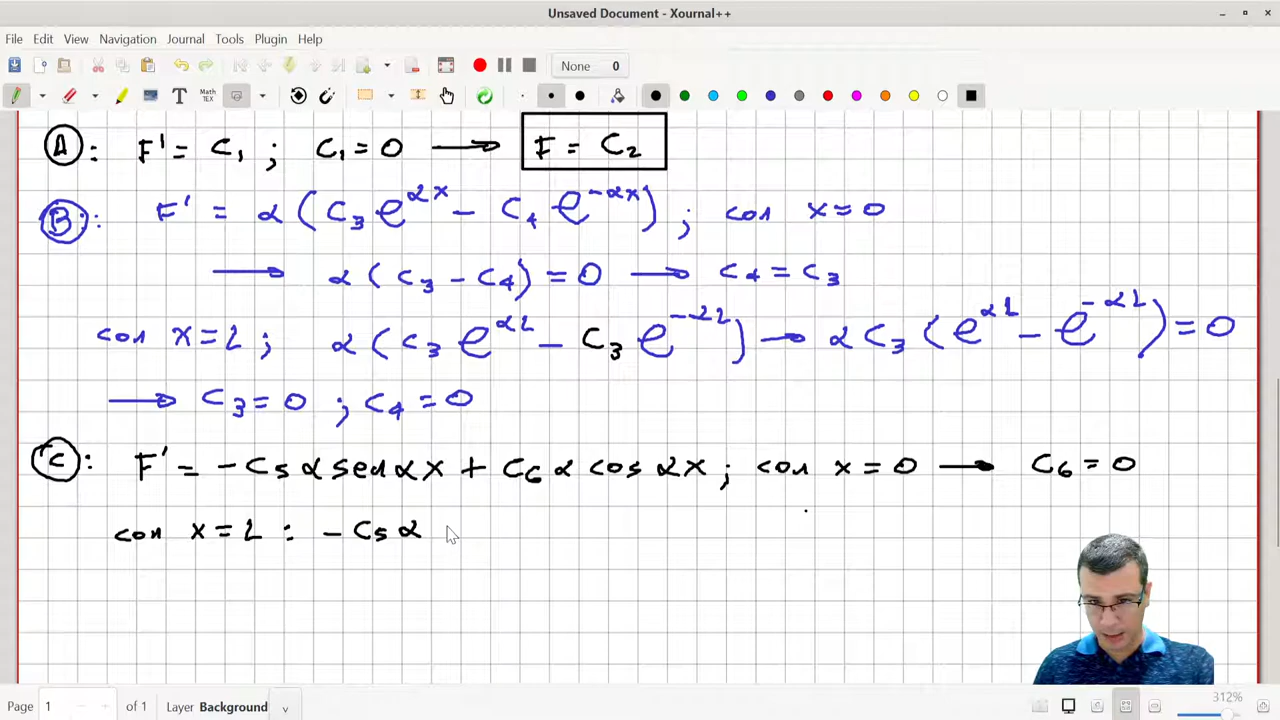 Unsaved Document - Xournal++
File Edit View Navigation Journal Tools Plugin Help
None 0
A: F' = C₁ ; C₁ = 0 → F = C₂
B: F' = α ( C₃ e^{αx} - C₄ e^{-αx} ) ; con x = 0
→ α ( C₃ - C₄ ) = 0 → C₄ = C₃
con x = L ; α ( C₃ e^{αL} - C₃ e^{-αL} ) → α C₃ ( e^{αL} - e^{-αL} ) = 0
→ C₃ = 0 ; C₄ = 0
C: F' = - C₅ α sen αx + C₆ α cos αx ; con x = 0 → C₆ = 0
con x = L : - C₅ α
Page 1 of 1 Layer Background 312%